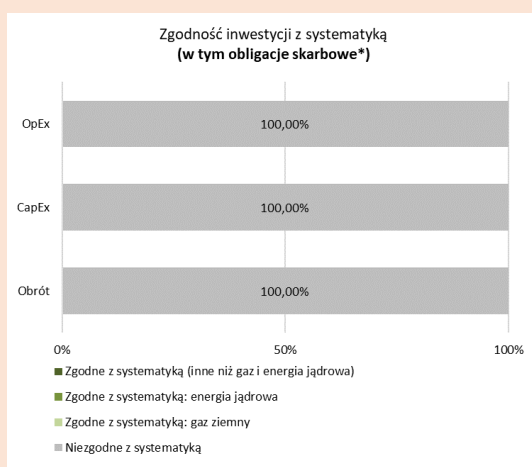 Zgodność inwestycji z systematyką
(w tym obligacje skarbowe*)
OpEx
100,00%
CapEx
100,00%
Obrót
100,00%
0%
50%
100%
Zgodne z systematyką (inne niż gaz i energia jądrowa)
Zgodne z systematyką: energia jądrowa
Zgodne z systematyką: gaz ziemny
Niezgodne z systematyką